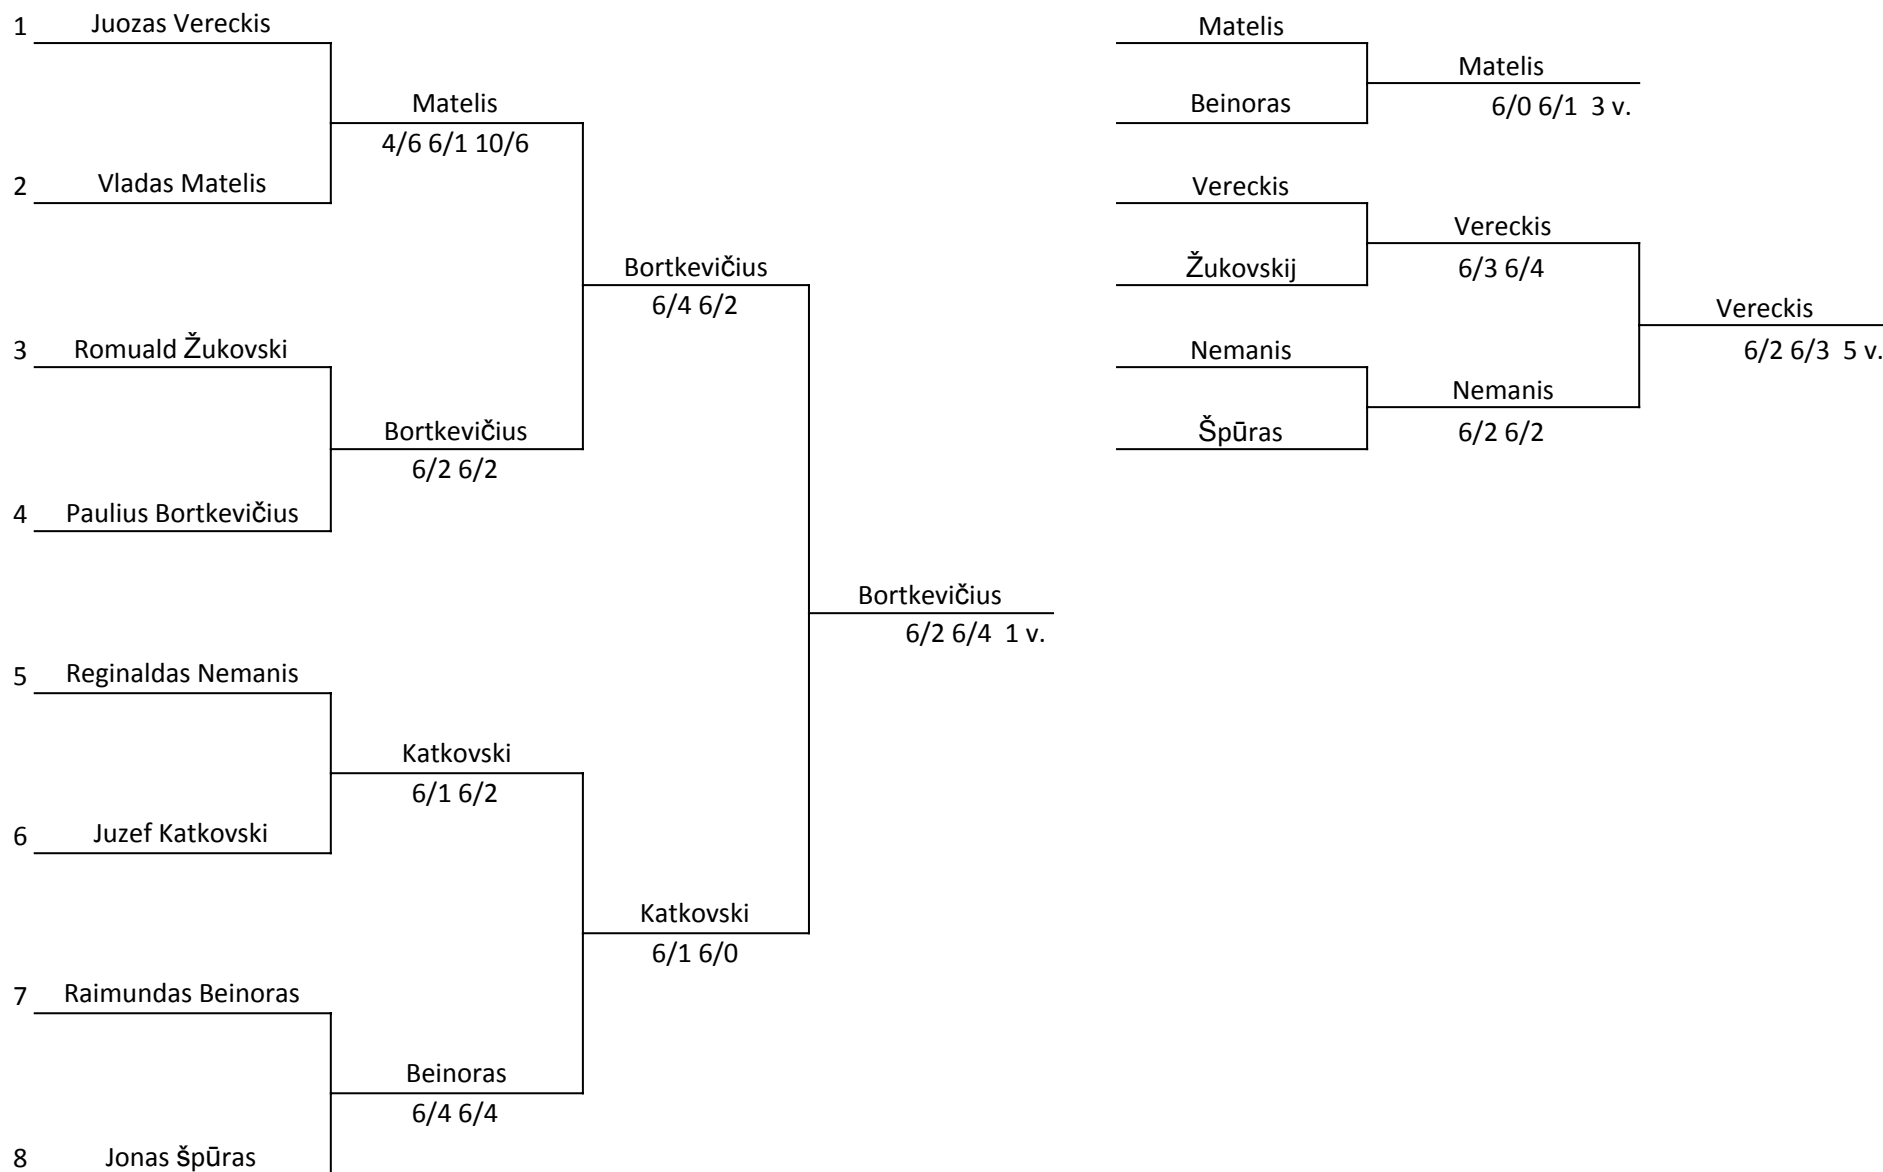 1 Juozas Vereckis
Matelis
4/6 6/1 10/6
2 Vladas Matelis
Bortkevičius
6/4 6/2
3 Romuald Žukovski
Bortkevičius
6/2 6/2
4 Paulius Bortkevičius
Bortkevičius
6/2 6/4 1 v.
5 Reginaldas Nemanis
Katkovski
6/1 6/2
6 Juzef Katkovski
Katkovski
6/1 6/0
7 Raimundas Beinoras
Beinoras
6/4 6/4
8 Jonas špūras
Matelis
Matelis
Beinoras
6/0 6/1 3 v.
Vereckis
Vereckis
Žukovskij
6/3 6/4
Vereckis
6/2 6/3 5 v.
Nemanis
Nemanis
Špūras
6/2 6/2